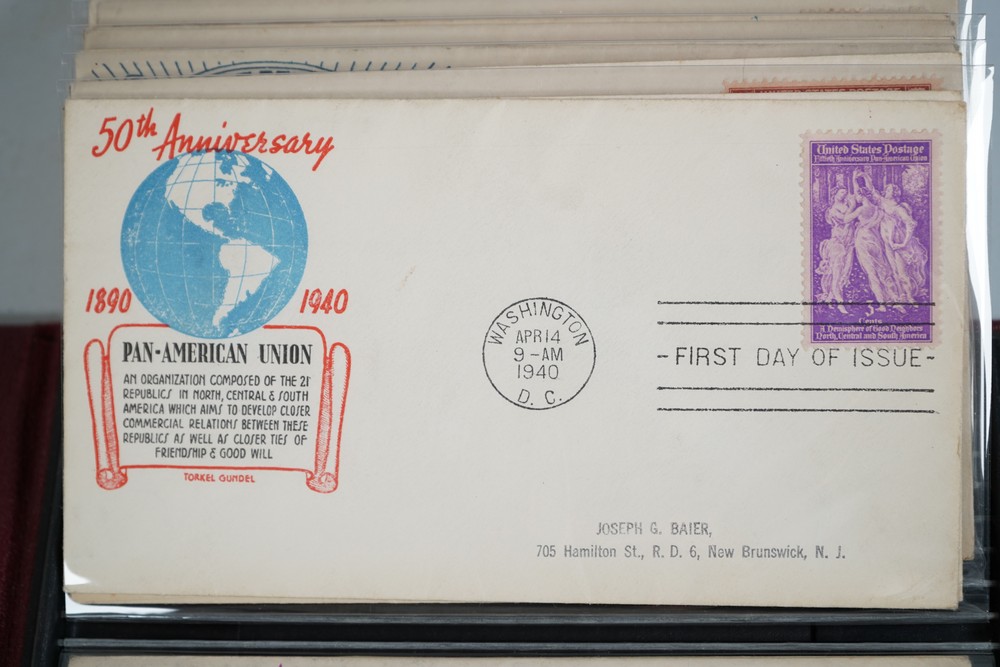 50th Anniversary
1890 1940
PAN-AMERICAN UNION
AN ORGANIZATION COMPOSED OF THE 21
REPUBLICS IN NORTH, CENTRAL & SOUTH
AMERICA WHICH AIMS TO DEVELOP CLOSER
COMMERCIAL RELATIONS BETWEEN THESE
REPUBLICS AS WELL AS CLOSER TIES OF
FRIENDSHIP & GOOD WILL
TORKEL GUNDEL
WASHINGTON
APR 14
9-AM
1940
D. C.
United States Postage
Fiftieth Anniversary Pan-American Union
3
Cents
A Hemisphere of Good Neighbors
North, Central and South America
-FIRST DAY OF ISSUE-
JOSEPH G. BAIER,
705 Hamilton St., R. D. 6, New Brunswick, N. J.